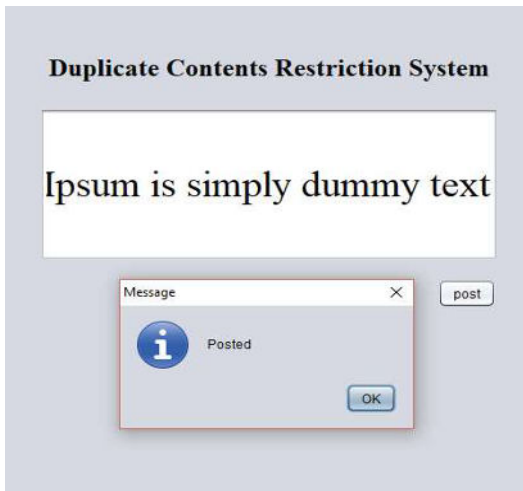 Duplicate Contents Restriction System
Ipsum is simply dummy text
Message
post
Posted
OK